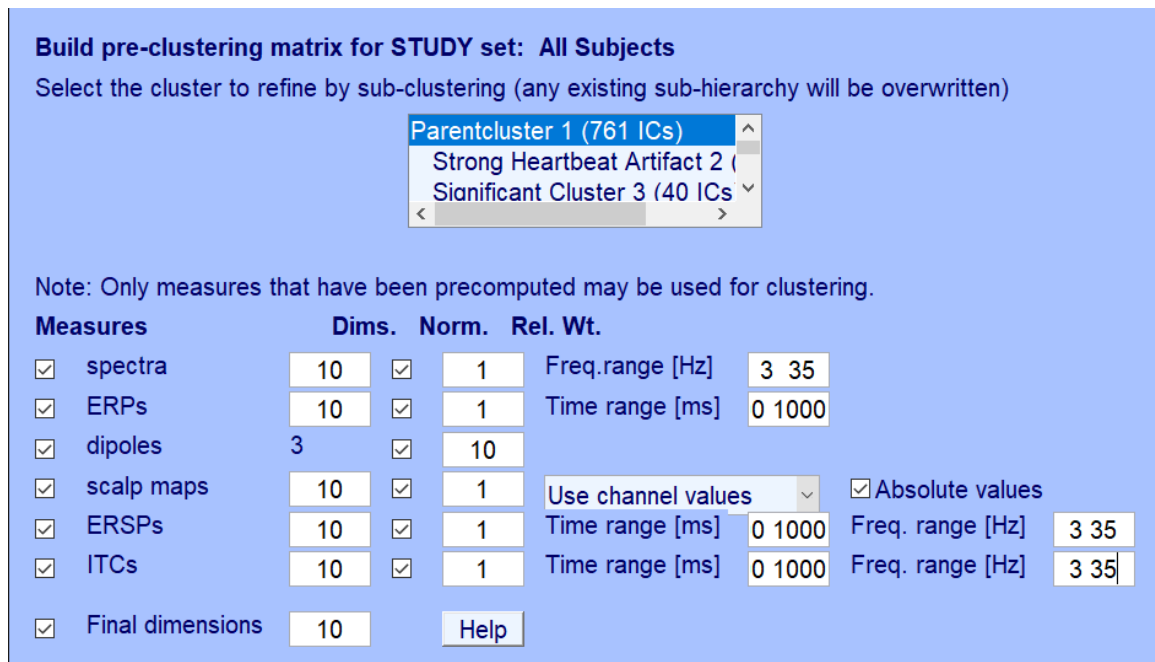 Build pre-clustering matrix for STUDY set: All Subjects
Select the cluster to refine by sub-clustering (any existing sub-hierarchy will be overwritten)
Parentcluster 1 (761 ICs)
Strong Heartbeat Artifact 2 (
Significant Cluster 3 (40 ICs
Note: Only measures that have been precomputed may be used for clustering.
Measures Dims. Norm. Rel. Wt.
spectra 10 1 Freq.range [Hz] 3 35
ERPs 10 1 Time range [ms] 0 1000
dipoles 3 10
scalp maps 10 1 Use channel values Absolute values
ERSPs 10 1 Time range [ms] 0 1000 Freq. range [Hz] 3 35
ITCs 10 1 Time range [ms] 0 1000 Freq. range [Hz] 3 35
Final dimensions 10 Help